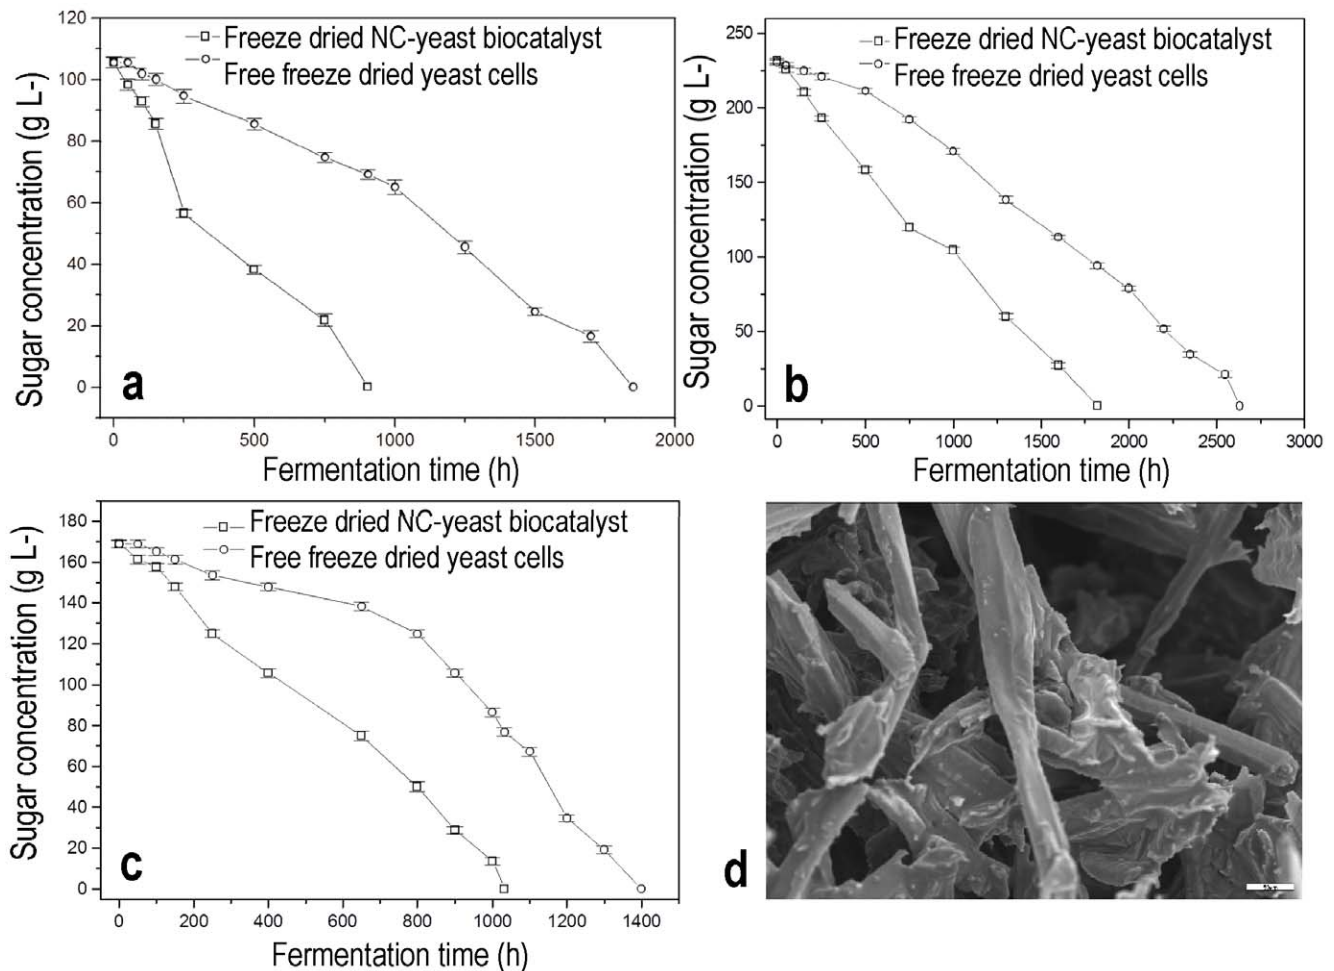 120
100
80
60
40
20
0
Sugar concentration (g L-)
Freeze dried NC-yeast biocatalyst
Free freeze dried yeast cells
a
0 500 1000 1500 2000
Fermentation time (h)
250
200
150
100
50
0
Sugar concentration (g L-)
Freeze dried NC-yeast biocatalyst
Free freeze dried yeast cells
b
0 500 1000 1500 2000 2500 3000
Fermentation time (h)
180
160
140
120
100
80
60
40
20
0
Sugar concentration (g L-)
Freeze dried NC-yeast biocatalyst
Free freeze dried yeast cells
c
0 200 400 600 800 1000 1200 1400
Fermentation time (h)
d